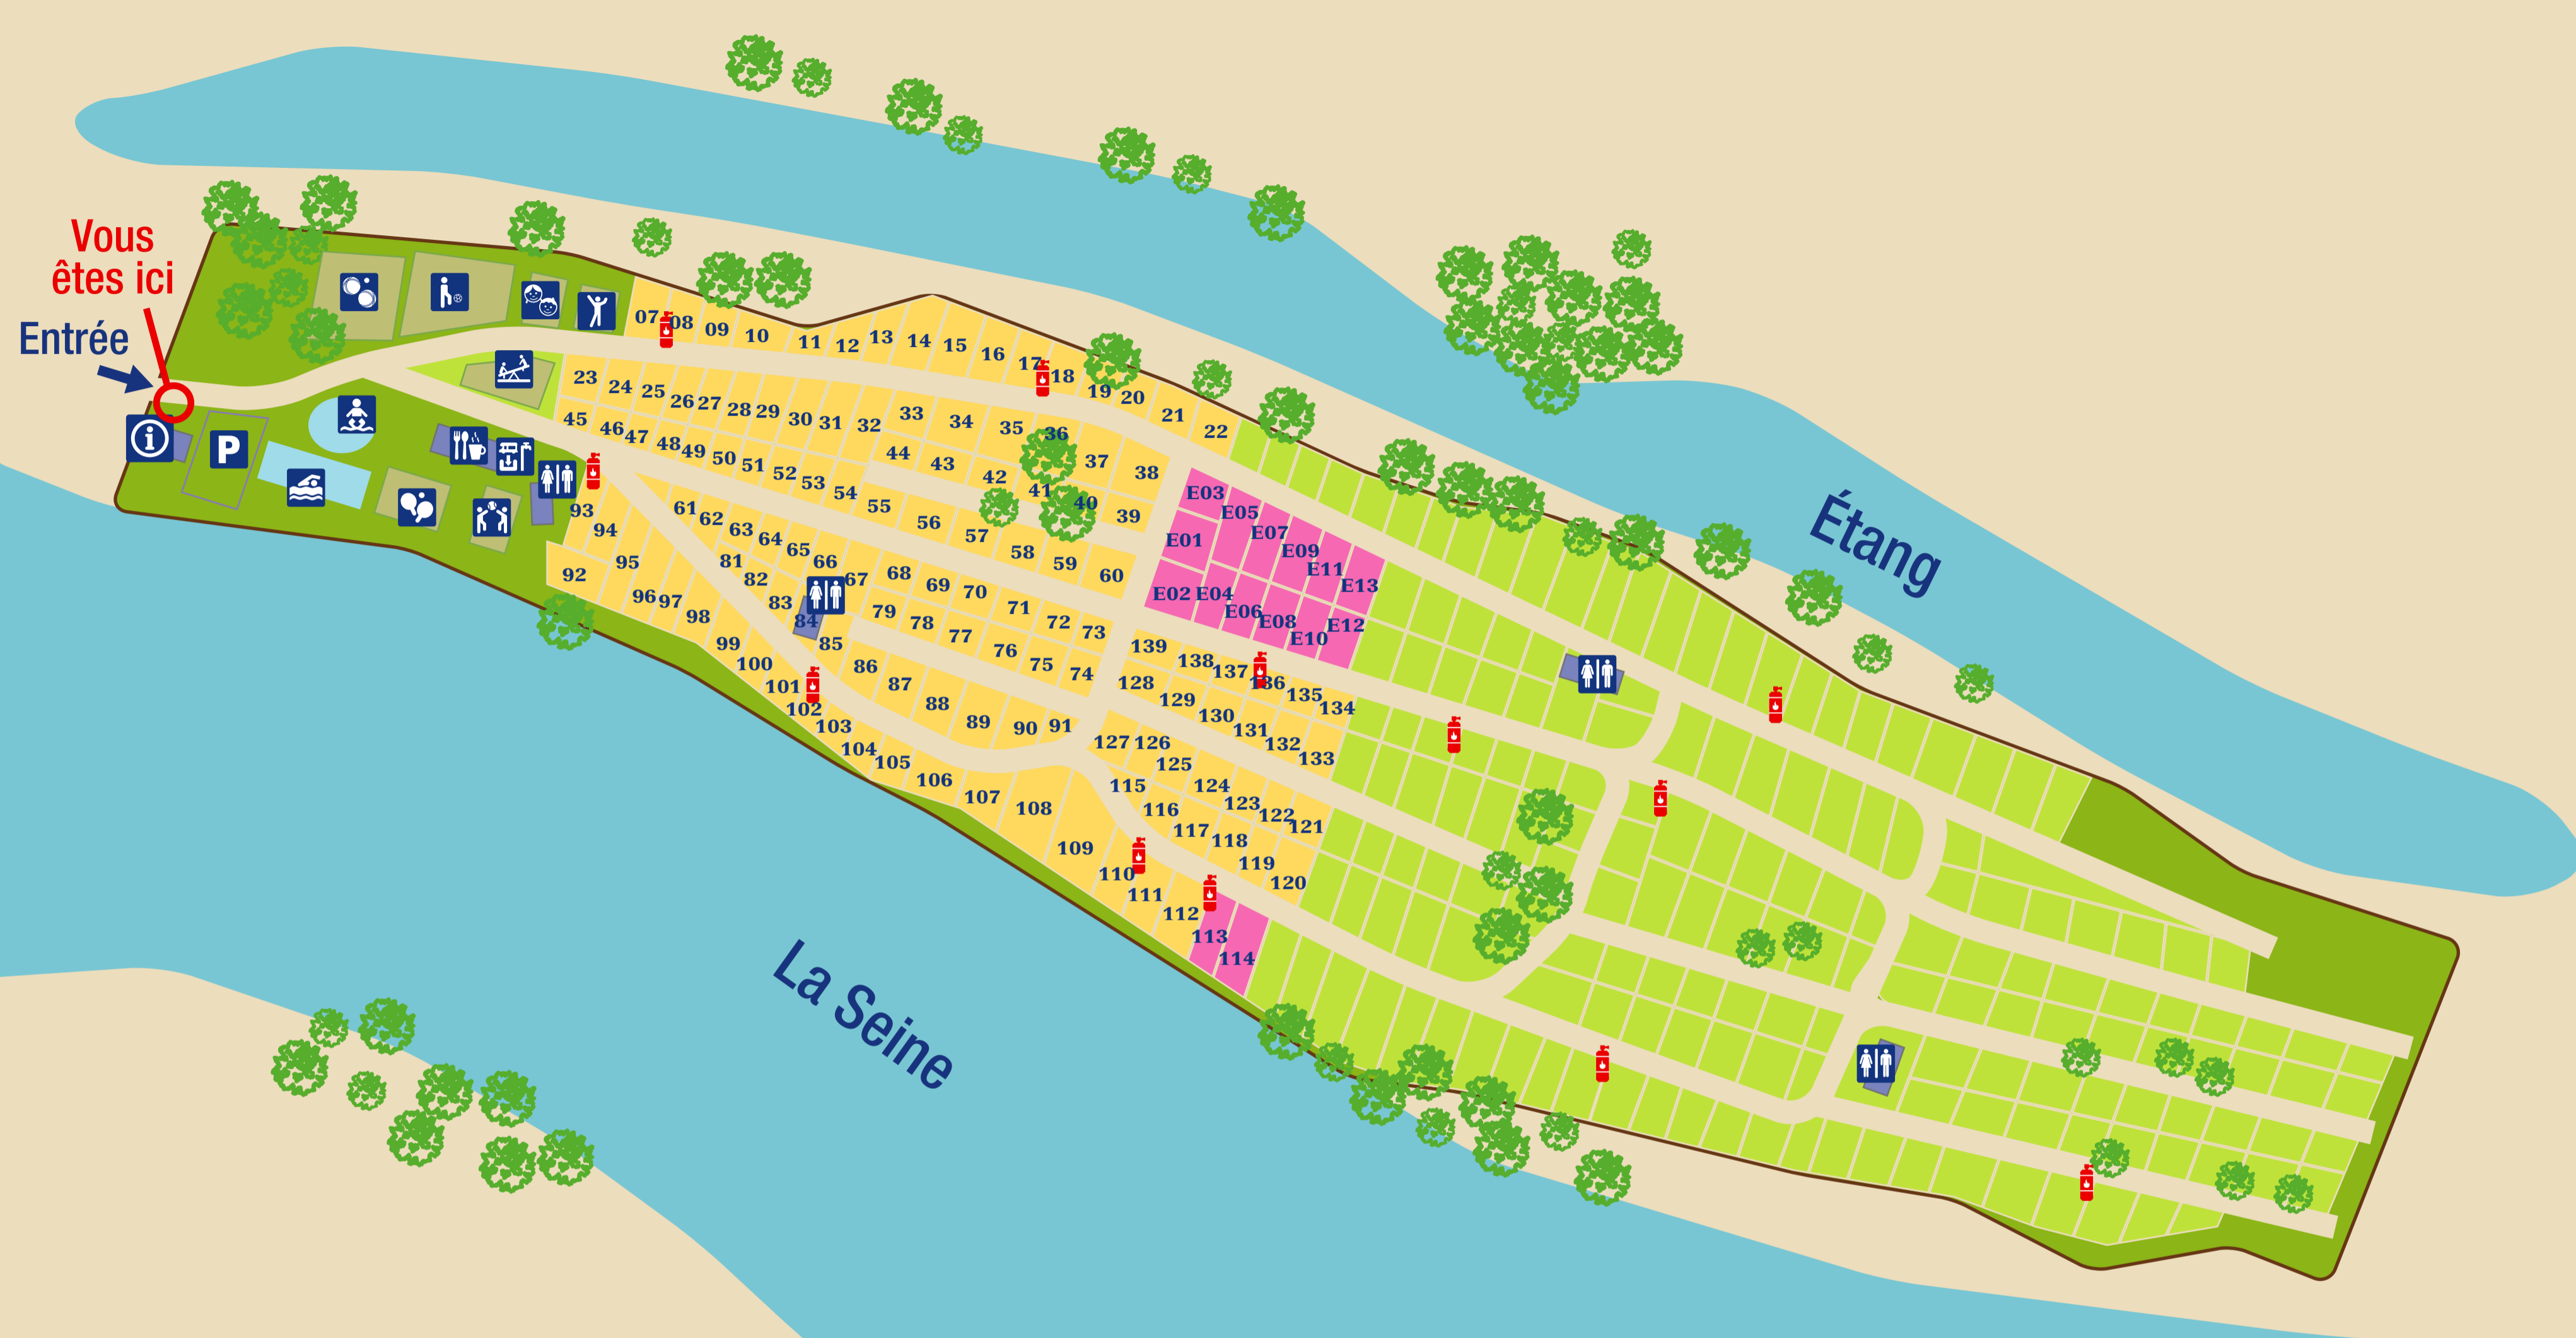 Vous
êtes ici
Entrée
i
P
07 08 09 10 11 12 13 14 15 16 17 18 19 20 21 22
23 24 25 26 27 28 29 30 31 32 33 34 35 36 37 38
45 46 47 48 49 50 51 52 53 54 55 56 57 58 59 60
44 43 42 41 40 39
E03 E05 E07 E09 E11 E13
E01
E02 E04 E06 E08 E10 E12
93 94 95 96 97 98 99 100 101 102 103 104 105 106 107 108 109 110 111 112 113 114
92
61 62 63 64 65 66 67 68 69 70 71 72 73
81 82 83 84 85 86 87 88 89 90 91
79 78 77 76 75 74
139 138 137 136 135 134
128 129 130 131 132 133
127 126 125 124 123 122 121
115 116 117 118 119 120
Étang
La Seine